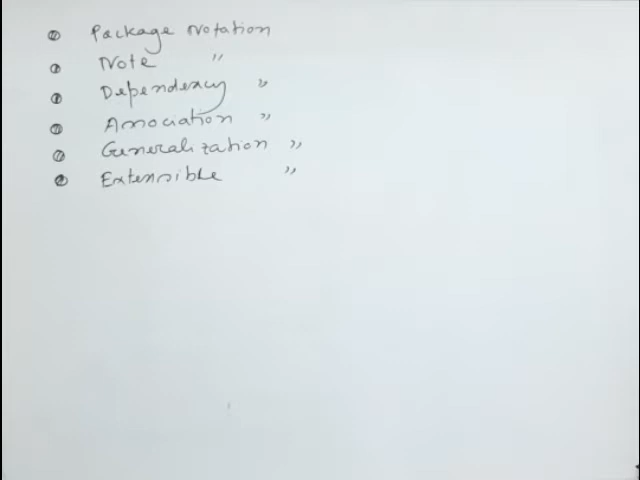 Package Notation
Note "
Dependency "
Association "
Generalization "
Extensible "